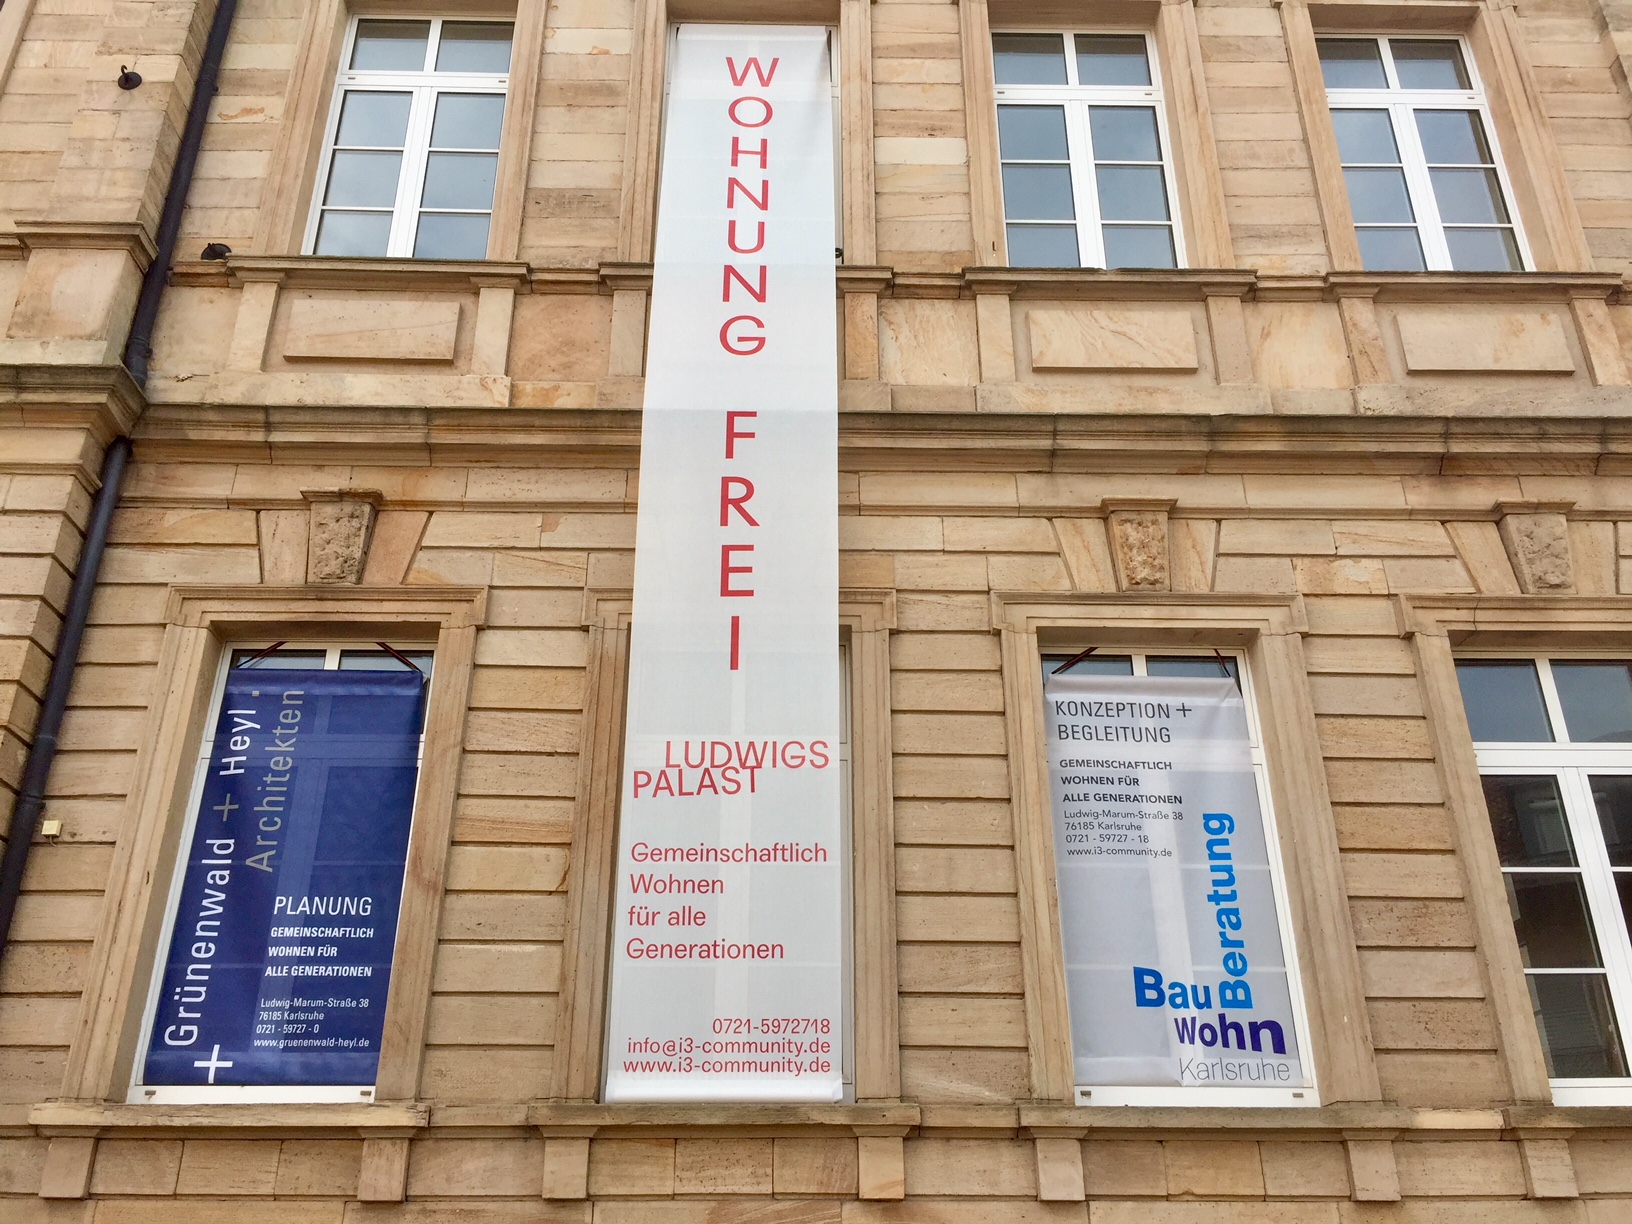 + Grünenwald + Heyl .
Architekten
PLANUNG
GEMEINSCHAFTLICH
WOHNEN FÜR
ALLE GENERATIONEN
Ludwig-Marum-Straße 38
76185 Karlsruhe
0721 - 59727 - 0
www.gruenenwald-heyl.de
WOHNUNG FREI
LUDWIGS
PALAST
Gemeinschaftlich
Wohnen
für alle
Generationen
0721-5972718
info@i3-community.de
www.i3-community.de
KONZEPTION +
BEGLEITUNG
GEMEINSCHAFTLICH
WOHNEN FÜR
ALLE GENERATIONEN
Ludwig-Marum-Straße 38
76185 Karlsruhe
0721 - 59727 - 18
www.i3-community.de
Bau Beratung
Wohn
Karlsruhe